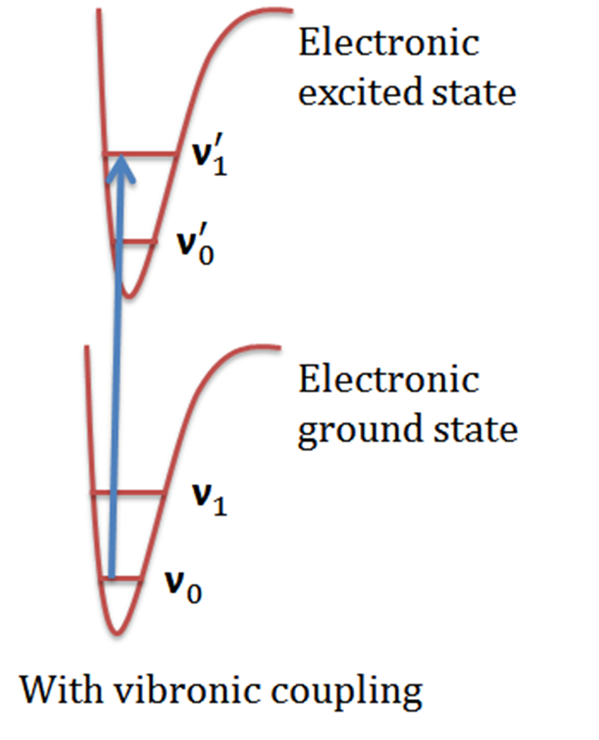 Electronic
excited state
ν′₁
ν′₀
Electronic
ground state
ν₁
ν₀
With vibronic coupling